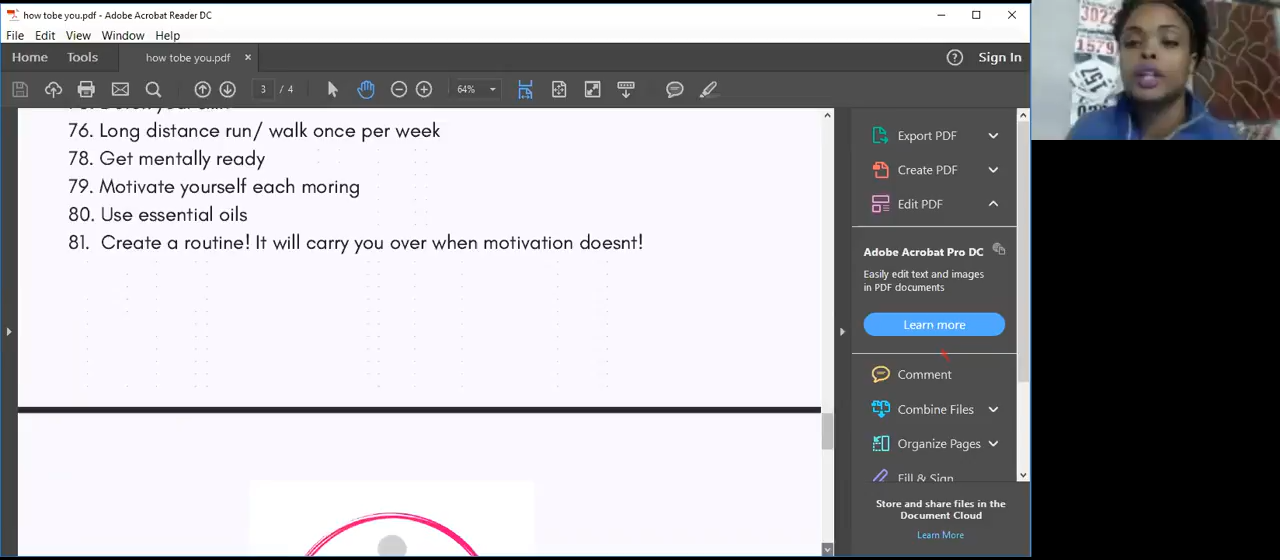 how tobe you.pdf - Adobe Acrobat Reader DC
File Edit View Window Help
Home Tools how tobe you.pdf × Sign In
3 / 4 64%
76. Long distance run/ walk once per week
78. Get mentally ready
79. Motivate yourself each moring
80. Use essential oils
81. Create a routine! It will carry you over when motivation doesnt!
Export PDF
Create PDF
Edit PDF
Adobe Acrobat Pro DC
Easily edit text and images
in PDF documents
Learn more
Comment
Combine Files
Organize Pages
Fill & Sign
Store and share files in the
Document Cloud
Learn More
3022
1579